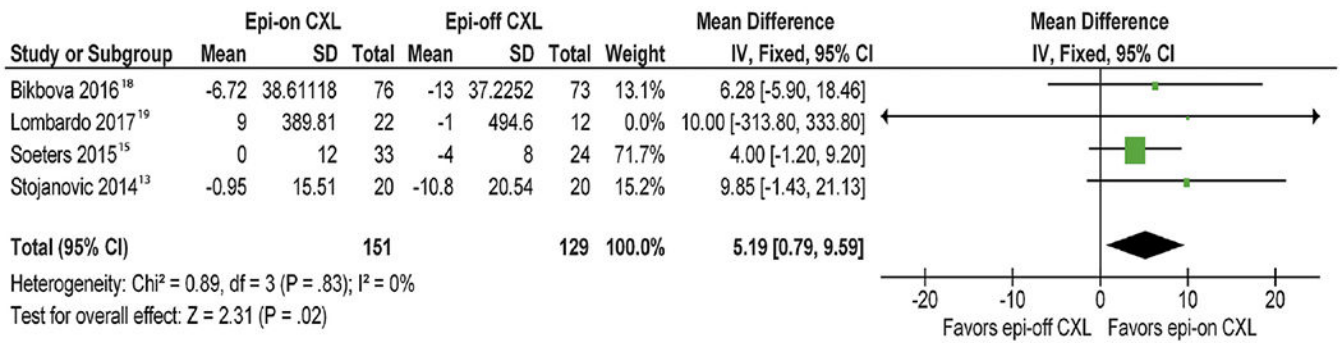 Epi-on CXL Epi-off CXL Mean Difference Mean Difference
Study or Subgroup Mean SD Total Mean SD Total Weight IV, Fixed, 95% CI IV, Fixed, 95% CI
Bikbova 2016¹⁸ -6.72 38.61118 76 -13 37.2252 73 13.1% 6.28 [-5.90, 18.46]
Lombardo 2017¹⁹ 9 389.81 22 -1 494.6 12 0.0% 10.00 [-313.80, 333.80]
Soeters 2015¹⁵ 0 12 33 -4 8 24 71.7% 4.00 [-1.20, 9.20]
Stojanovic 2014¹³ -0.95 15.51 20 -10.8 20.54 20 15.2% 9.85 [-1.43, 21.13]
Total (95% CI) 151 129 100.0% 5.19 [0.79, 9.59]
Heterogeneity: Chi² = 0.89, df = 3 (P = .83); I² = 0%
Test for overall effect: Z = 2.31 (P = .02)
-20 -10 0 10 20
Favors epi-off CXL Favors epi-on CXL